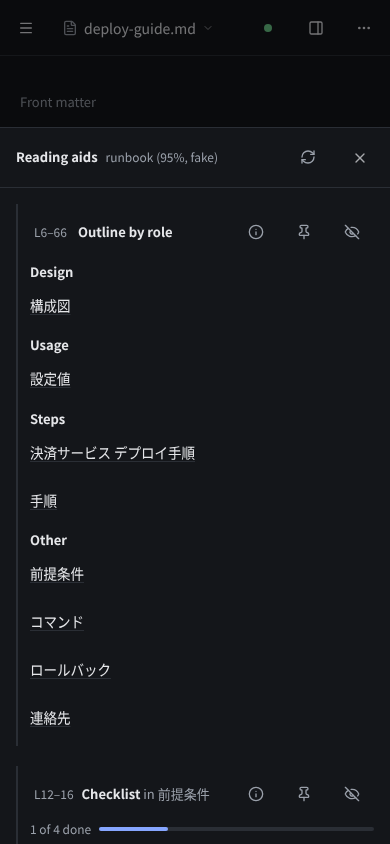 deploy-guide.md
Front matter
Reading aids runbook (95%, fake)
L6–66 Outline by role
Design
構成図
Usage
設定値
Steps
決済サービス デプロイ手順
手順
Other
前提条件
コマンド
ロールバック
連絡先
L12–16 Checklist in 前提条件
1 of 4 done